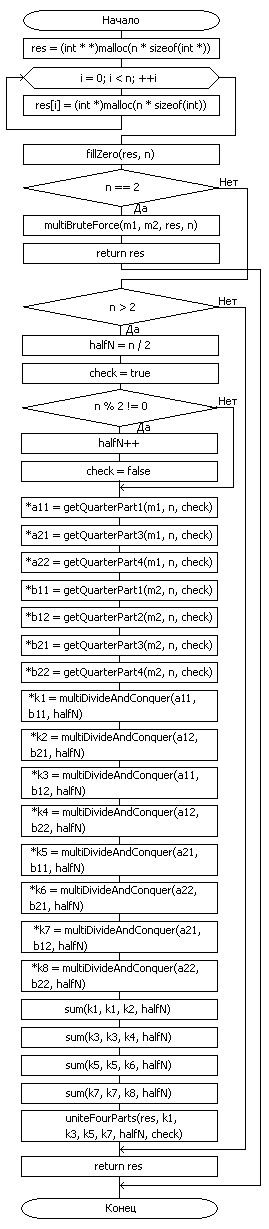 Начало
res = (int * *)malloc(n * sizeof(int *))
i = 0; i < n; ++i
res[i] = (int *)malloc(n * sizeof(int))
fillZero(res, n)
n == 2
Нет
Да
multiBruteForce(m1, m2, res, n)
return res
n > 2
Нет
Да
halfN = n / 2
check = true
n % 2 != 0
Нет
Да
halfN++
check = false
*a11 = getQuarterPart1(m1, n, check)
*a21 = getQuarterPart3(m1, n, check)
*a22 = getQuarterPart4(m1, n, check)
*b11 = getQuarterPart1(m2, n, check)
*b12 = getQuarterPart2(m2, n, check)
*b21 = getQuarterPart3(m2, n, check)
*b22 = getQuarterPart4(m2, n, check)
*k1 = multiDivideAndConquer(a11,
b11, halfN)
*k2 = multiDivideAndConquer(a12,
b21, halfN)
*k3 = multiDivideAndConquer(a11,
b12, halfN)
*k4 = multiDivideAndConquer(a12,
b22, halfN)
*k5 = multiDivideAndConquer(a21,
b11, halfN)
*k6 = multiDivideAndConquer(a22,
b21, halfN)
*k7 = multiDivideAndConquer(a21,
b12, halfN)
*k8 = multiDivideAndConquer(a22,
b22, halfN)
sum(k1, k1, k2, halfN)
sum(k3, k3, k4, halfN)
sum(k5, k5, k6, halfN)
sum(k7, k7, k8, halfN)
uniteFourParts(res, k1,
k3, k5, k7, halfN, check)
return res
Конец